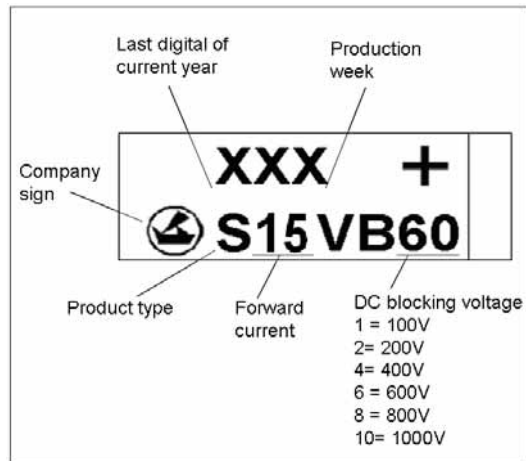 Last digital of
current year
Production
week
XXX +
Company
sign
S15VB60
Product type
Forward
current
DC blocking voltage
1 = 100V
2= 200V
4= 400V
6 = 600V
8 = 800V
10= 1000V